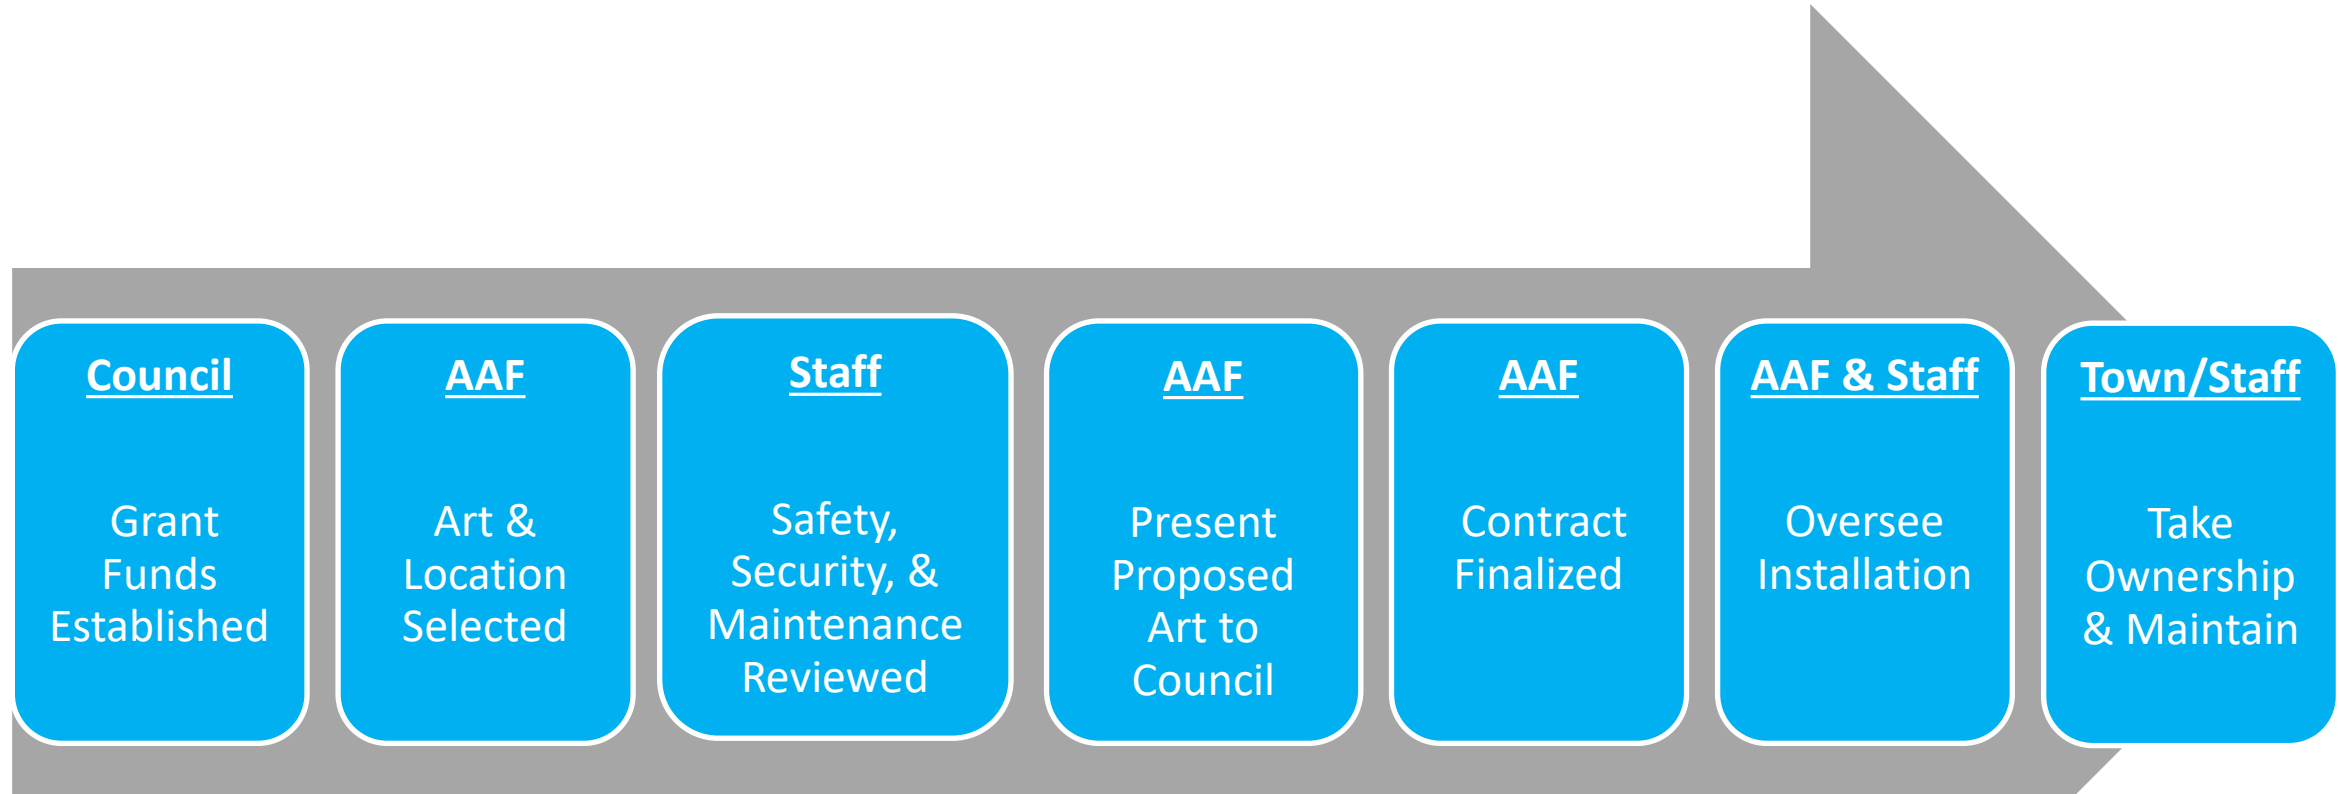 Council
Grant
Funds
Established
AAF
Art &
Location
Selected
Staff
Safety,
Security, &
Maintenance
Reviewed
AAF
Present
Proposed
Art to
Council
AAF
Contract
Finalized
AAF & Staff
Oversee
Installation
Town/Staff
Take
Ownership
& Maintain